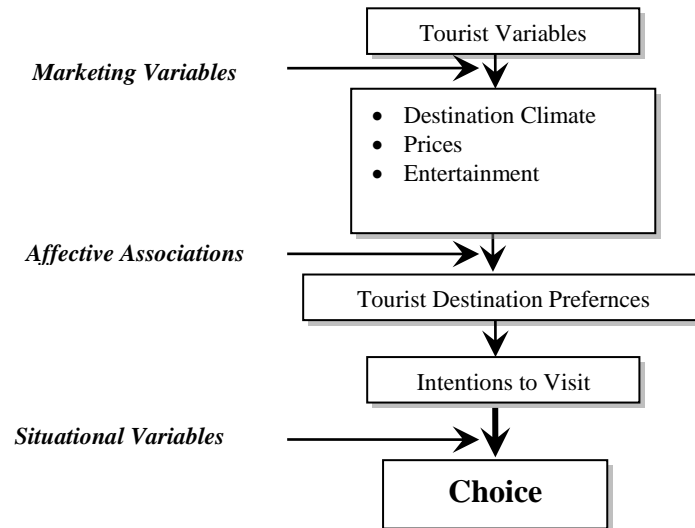 Tourist Variables
Marketing Variables
• Destination Climate
• Prices
• Entertainment
Affective Associations
Tourist Destination Prefernces
Intentions to Visit
Situational Variables
Choice